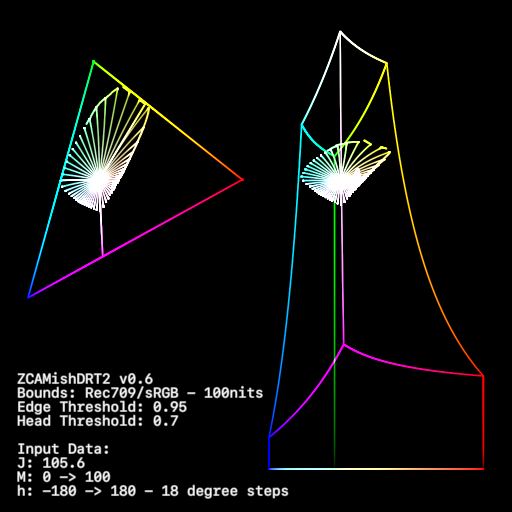 ZCAMishDRT2 v0.6
Bounds: Rec709/sRGB - 100nits
Edge Threshold: 0.95
Head Threshold: 0.7
Input Data:
J: 105.6
M: 0 -> 100
h: -180 -> 180 - 18 degree steps